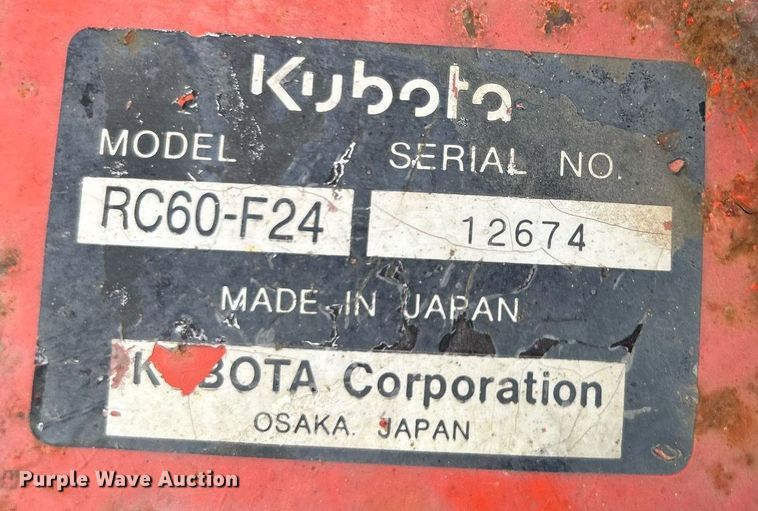 Kubota
MODEL SERIAL NO.
RC60-F24 12674
MADE IN JAPAN
KUBOTA Corporation
OSAKA. JAPAN
Purple Wave Auction